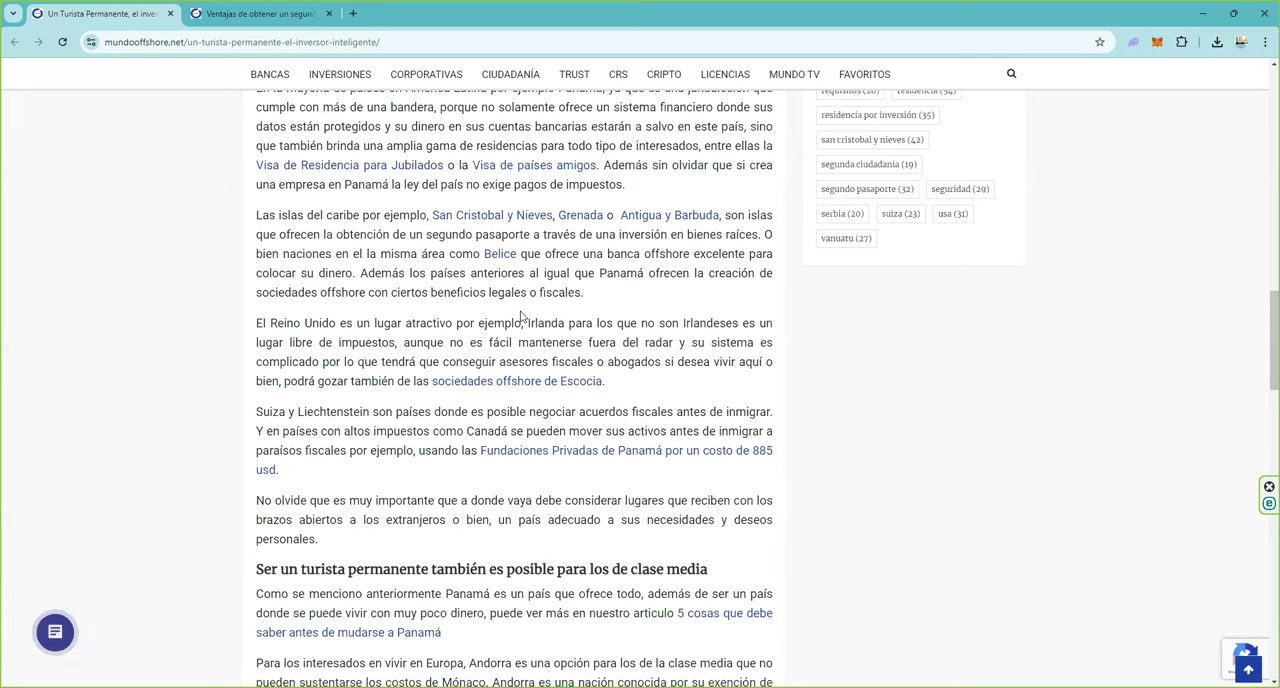 Un Turista Permanente, el inver
Ventajas de obtener un segund
mundooffshore.net/un-turista-permanente-el-inversor-inteligente/
BANCAS INVERSIONES CORPORATIVAS CIUDADANÍA TRUST CRS CRIPTO LICENCIAS MUNDO TV FAVORITOS
En la mayoría de países en América Latina por ejemplo Panamá, ya que es una jurisdicción que
cumple con más de una bandera, porque no solamente ofrece un sistema financiero donde sus
datos están protegidos y su dinero en sus cuentas bancarias estarán a salvo en este país, sino
que también brinda una amplia gama de residencias para todo tipo de interesados, entre ellas la
Visa de Residencia para Jubilados o la Visa de países amigos. Además sin olvidar que si crea
una empresa en Panamá la ley del país no exige pagos de impuestos.
Las islas del caribe por ejemplo, San Cristobal y Nieves, Grenada o Antigua y Barbuda, son islas
que ofrecen la obtención de un segundo pasaporte a través de una inversión en bienes raíces. O
bien naciones en el la misma área como Belice que ofrece una banca offshore excelente para
colocar su dinero. Además los países anteriores al igual que Panamá ofrecen la creación de
sociedades offshore con ciertos beneficios legales o fiscales.
El Reino Unido es un lugar atractivo por ejemplo, Irlanda para los que no son Irlandeses es un
lugar libre de impuestos, aunque no es fácil mantenerse fuera del radar y su sistema es
complicado por lo que tendrá que conseguir asesores fiscales o abogados si desea vivir aquí o
bien, podrá gozar también de las sociedades offshore de Escocia.
Suiza y Liechtenstein son países donde es posible negociar acuerdos fiscales antes de inmigrar.
Y en países con altos impuestos como Canadá se pueden mover sus activos antes de inmigrar a
paraísos fiscales por ejemplo, usando las Fundaciones Privadas de Panamá por un costo de 885
usd.
No olvide que es muy importante que a donde vaya debe considerar lugares que reciben con los
brazos abiertos a los extranjeros o bien, un país adecuado a sus necesidades y deseos
personales.
Ser un turista permanente también es posible para los de clase media
Como se menciono anteriormente Panamá es un país que ofrece todo, además de ser un país
donde se puede vivir con muy poco dinero, puede ver más en nuestro articulo 5 cosas que debe
saber antes de mudarse a Panamá
Para los interesados en vivir en Europa, Andorra es una opción para los de la clase media que no
pueden sustentarse los costos de Mónaco. Andorra es una nación conocida por su exención de
requisitos (20) residencia (54)
residencia por inversión (35)
san cristobal y nieves (42)
segunda ciudadania (19)
segundo pasaporte (32) seguridad (29)
serbia (20) suiza (23) usa (31)
vanuatu (27)